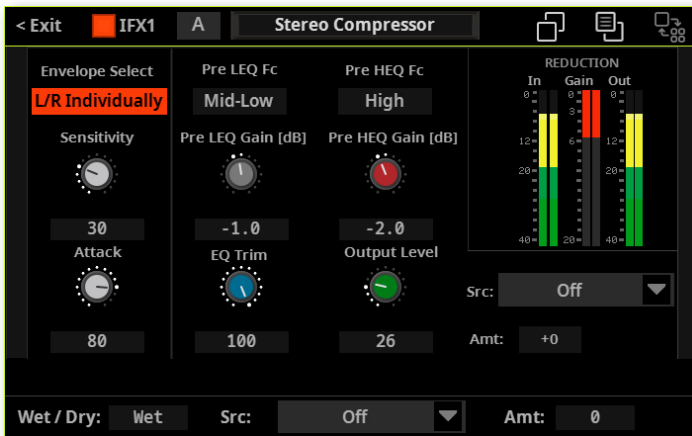 < Exit IFX1 A Stereo Compressor
Envelope Select Pre LEQ Fc Pre HEQ Fc REDUCTION
In Gain Out
L/R Individually Mid-Low High
0 0 0
3
Sensitivity Pre LEQ Gain [dB] Pre HEQ Gain [dB]
12 6 12
20 20
30 -1.0 -2.0
40 20 40
Attack EQ Trim Output Level
Src: Off
80 100 26 Amt: +0
Wet / Dry: Wet Src: Off Amt: 0